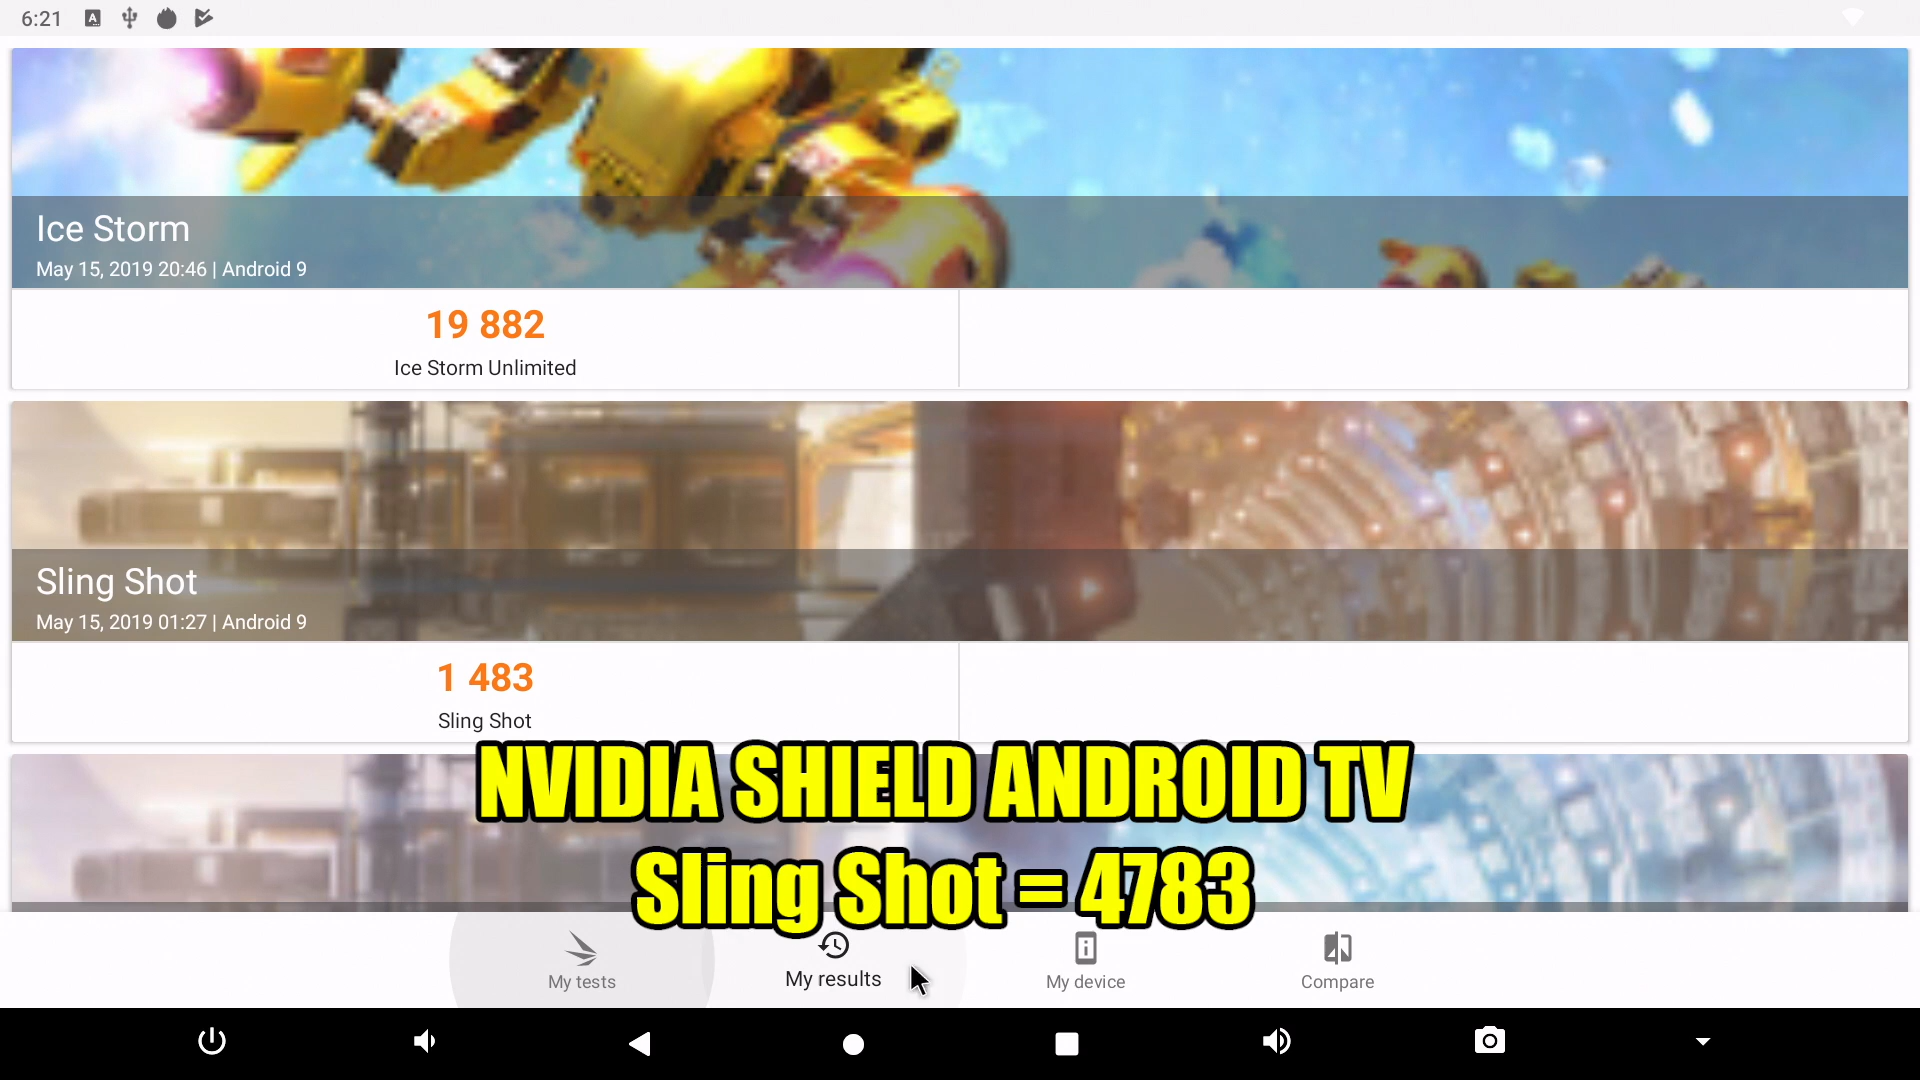 6:21
Ice Storm
May 15, 2019 20:46 | Android 9
19 882
Ice Storm Unlimited
Sling Shot
May 15, 2019 01:27 | Android 9
1 483
Sling Shot
NVIDIA SHIELD ANDROID TV
Sling Shot = 4783
My tests
My results
My device
Compare